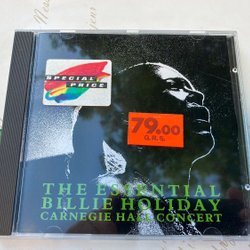 SPECIAL
PRICE
79.00
G.R.S.
THE ESSENTIAL
BILLIE HOLIDAY
CARNEGIE HALL CONCERT